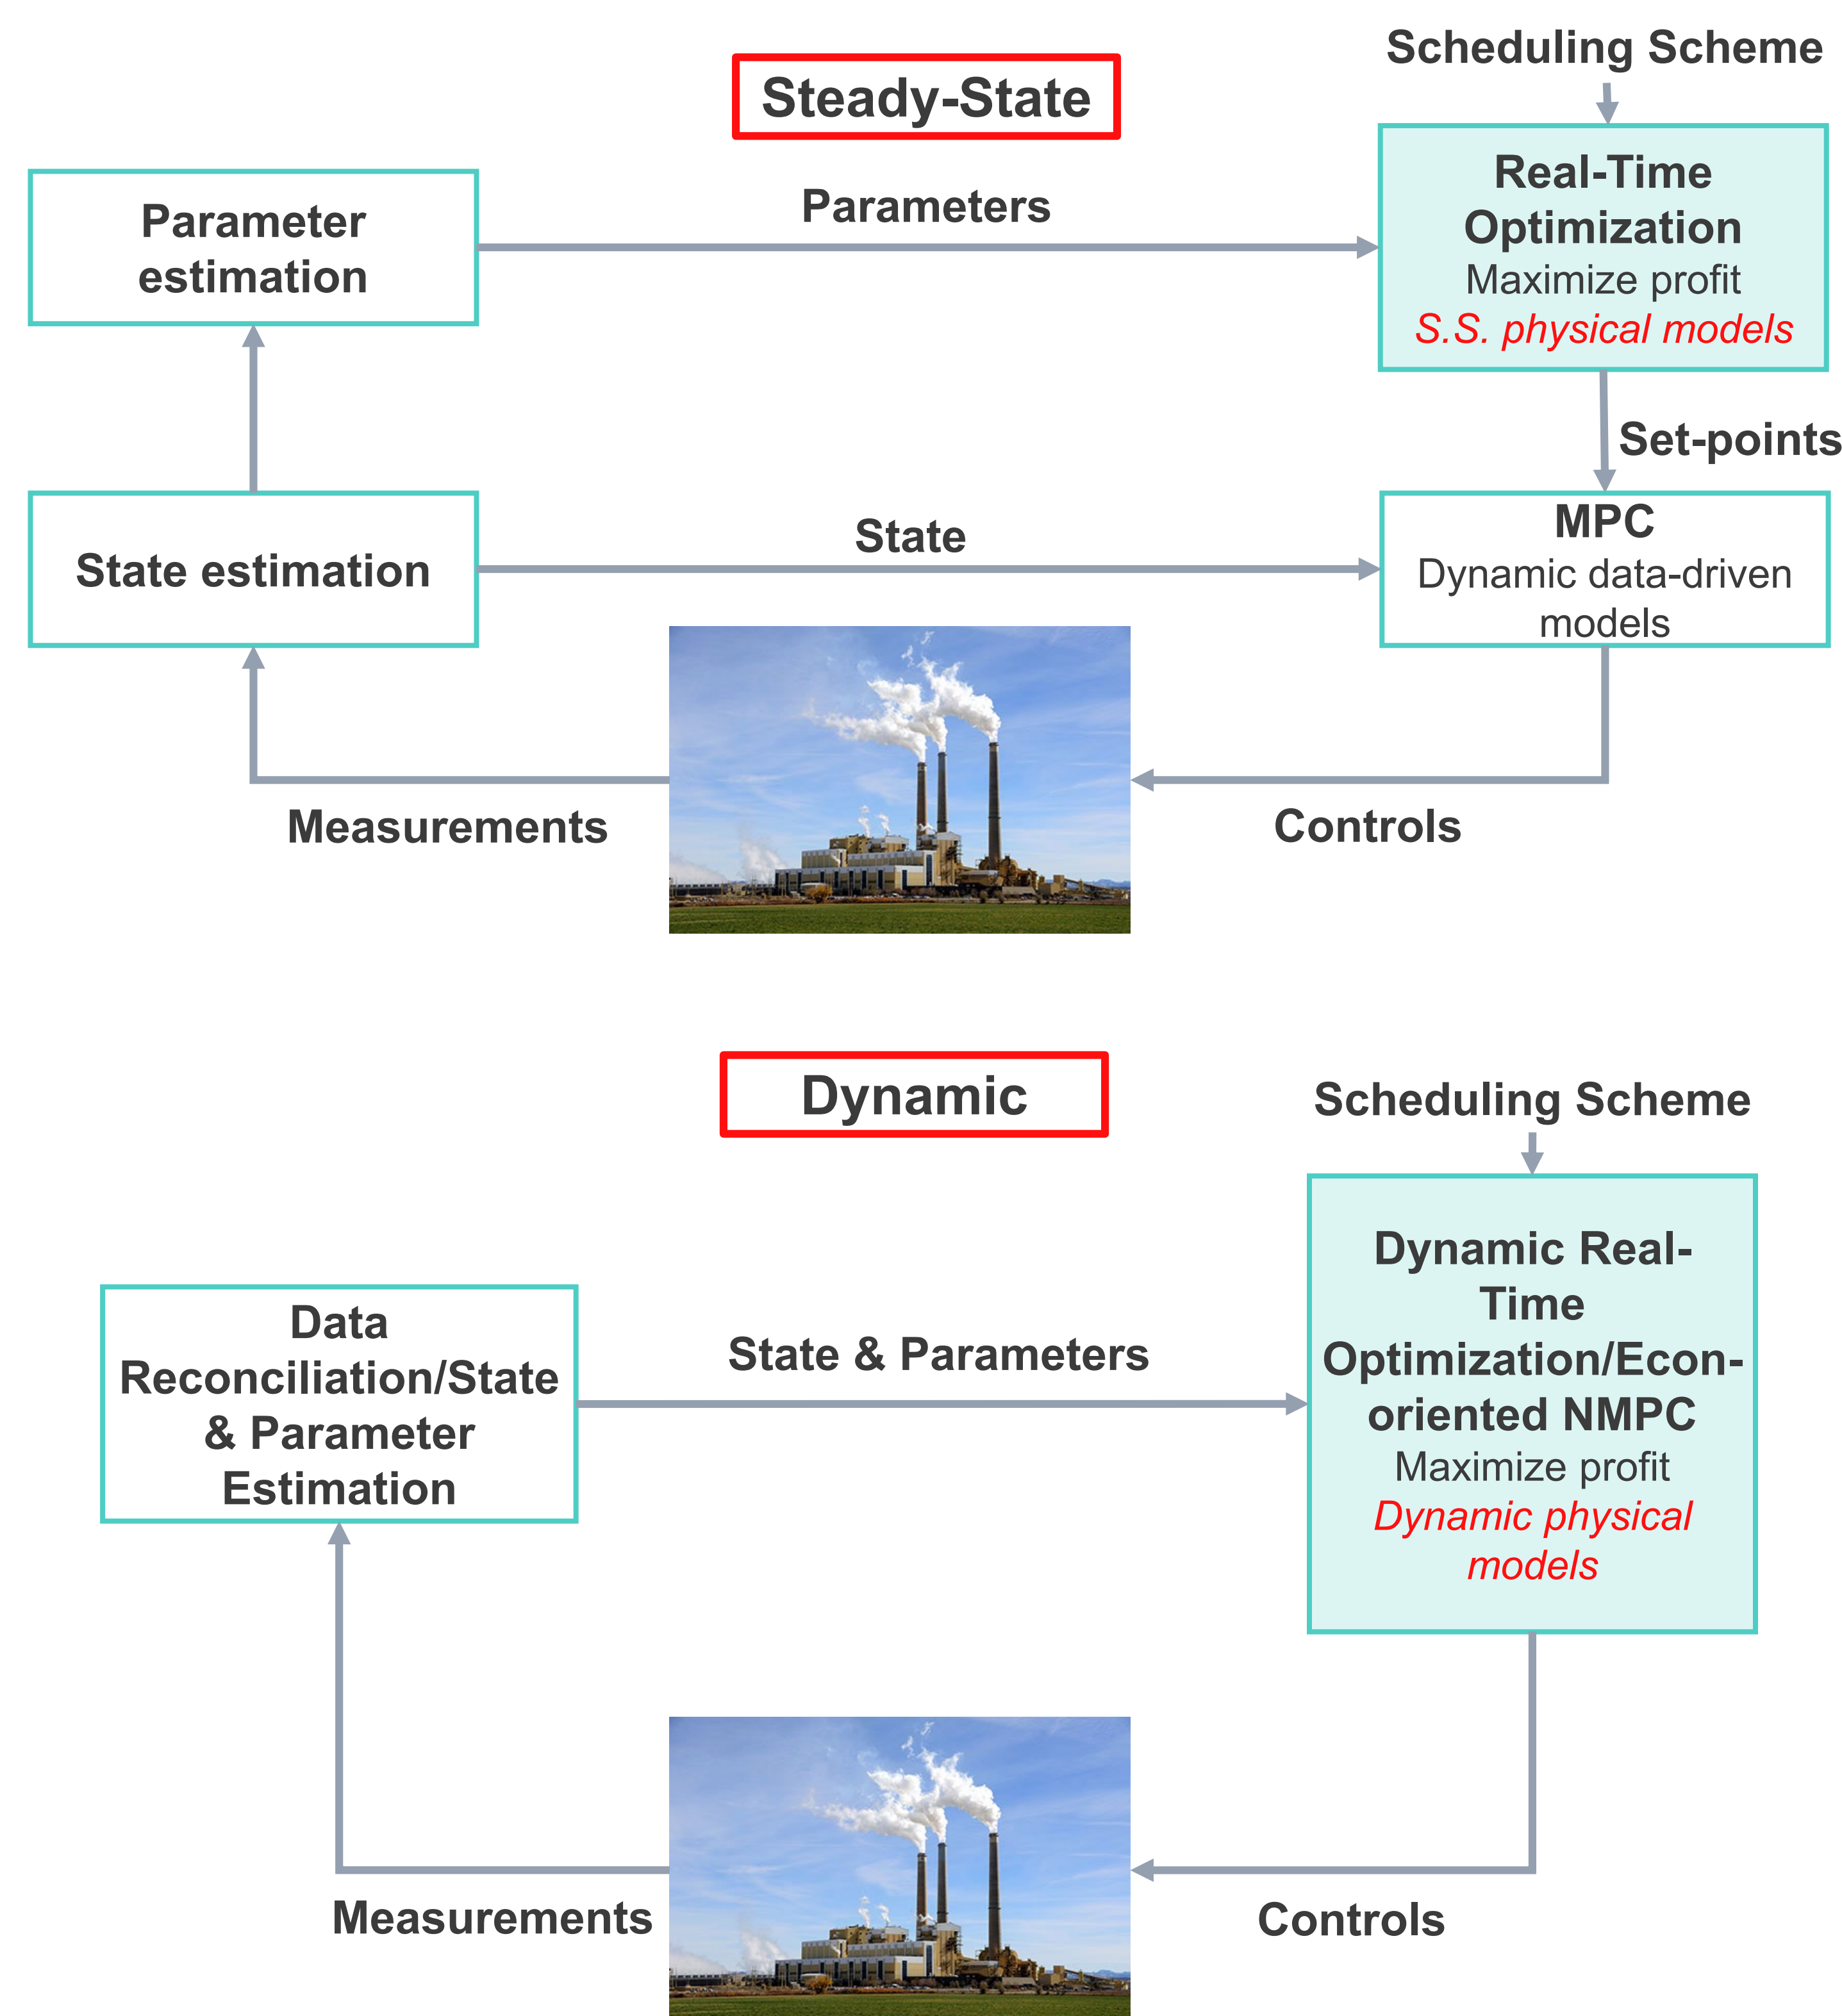 Steady-State
Scheduling Scheme
Real-Time
Optimization
Maximize profit
S.S. physical models
Parameter
estimation
Parameters
Set-points
State estimation
State
MPC
Dynamic data-driven
models
Measurements
Controls
Dynamic
Scheduling Scheme
Dynamic Real-
Time
Optimization/Econ-
oriented NMPC
Maximize profit
Dynamic physical
models
Data
Reconciliation/State
& Parameter
Estimation
State & Parameters
Measurements
Controls